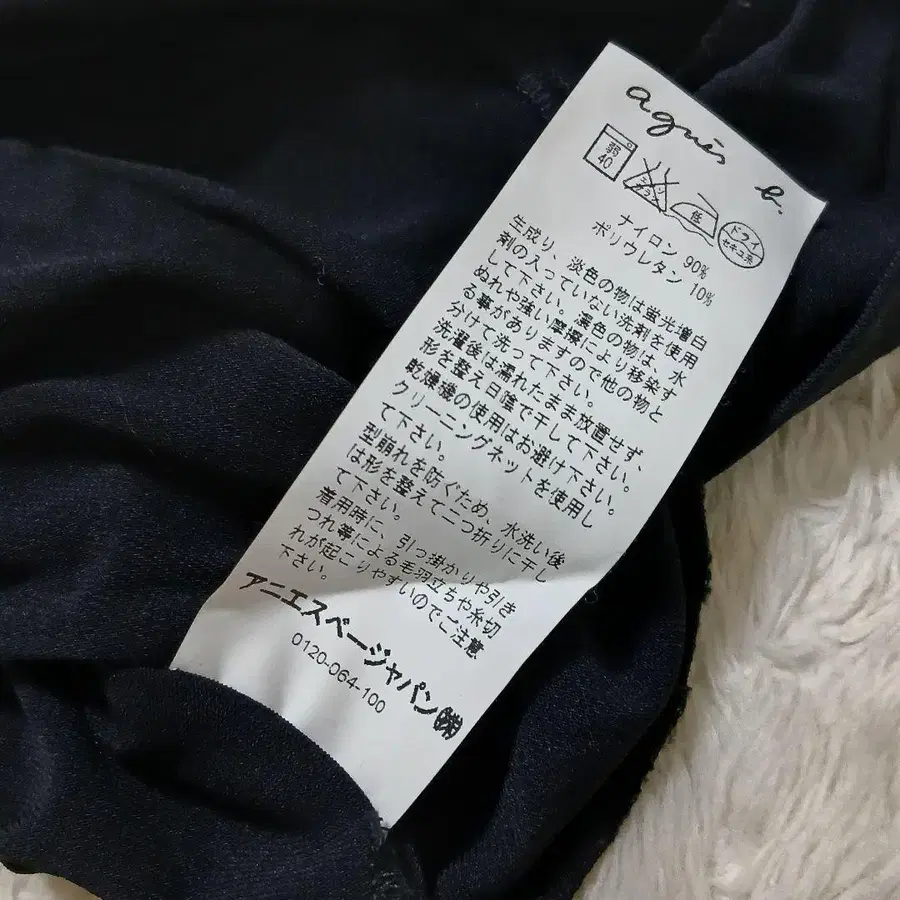 agnès b.
弱 40 エンソサラシ 低 ドライ セキユ系
ナイロン 90%
ポリウレタン 10%
生成り、淡色の物は蛍光増白
剤の入っていない洗剤を使用
して下さい。濃色の物は、水
ぬれや強い摩擦により移染す
る事がありますので他の物と
分けて洗って下さい。
洗濯後は濡れたまま放置せず、
形を整え日陰で干して下さい。
乾燥機の使用はお避け下さい。
クリーニングネットを使用し
て下さい。
型崩れを防ぐため、水洗い後
は形を整えて二つ折りに干し
て下さい。
着用時に、引っ掛かりや引き
つれ等による毛羽立ちや糸切
れが起こりやすいのでご注意
下さい。
アニエスベージャパン㈱
0120-064-100